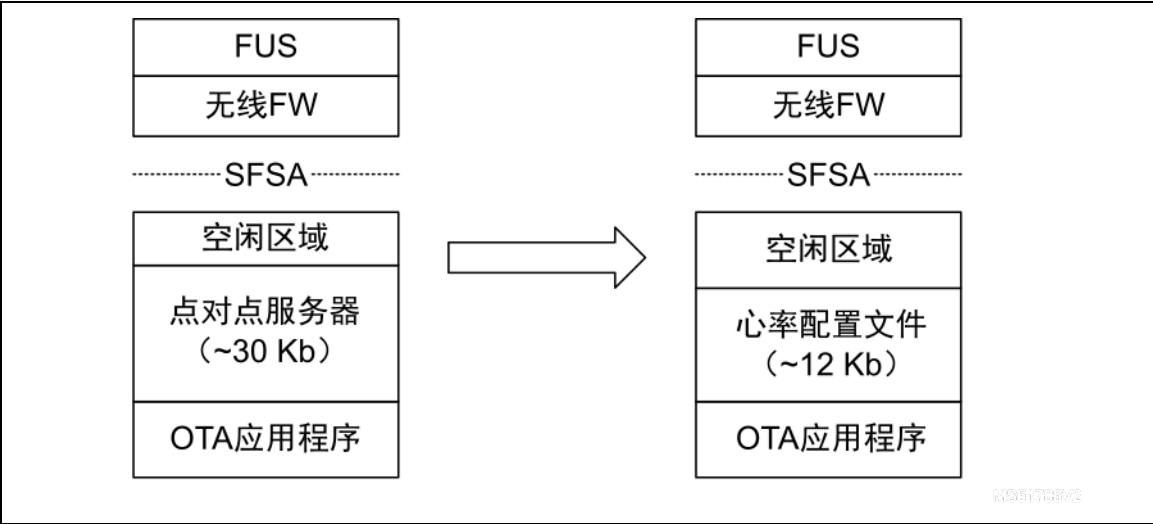 FUS
无线FW
SFSA
空闲区域
点对点服务器
（~30 Kb）
OTA应用程序
FUS
无线FW
SFSA
空闲区域
心率配置文件
（~12 Kb）
OTA应用程序